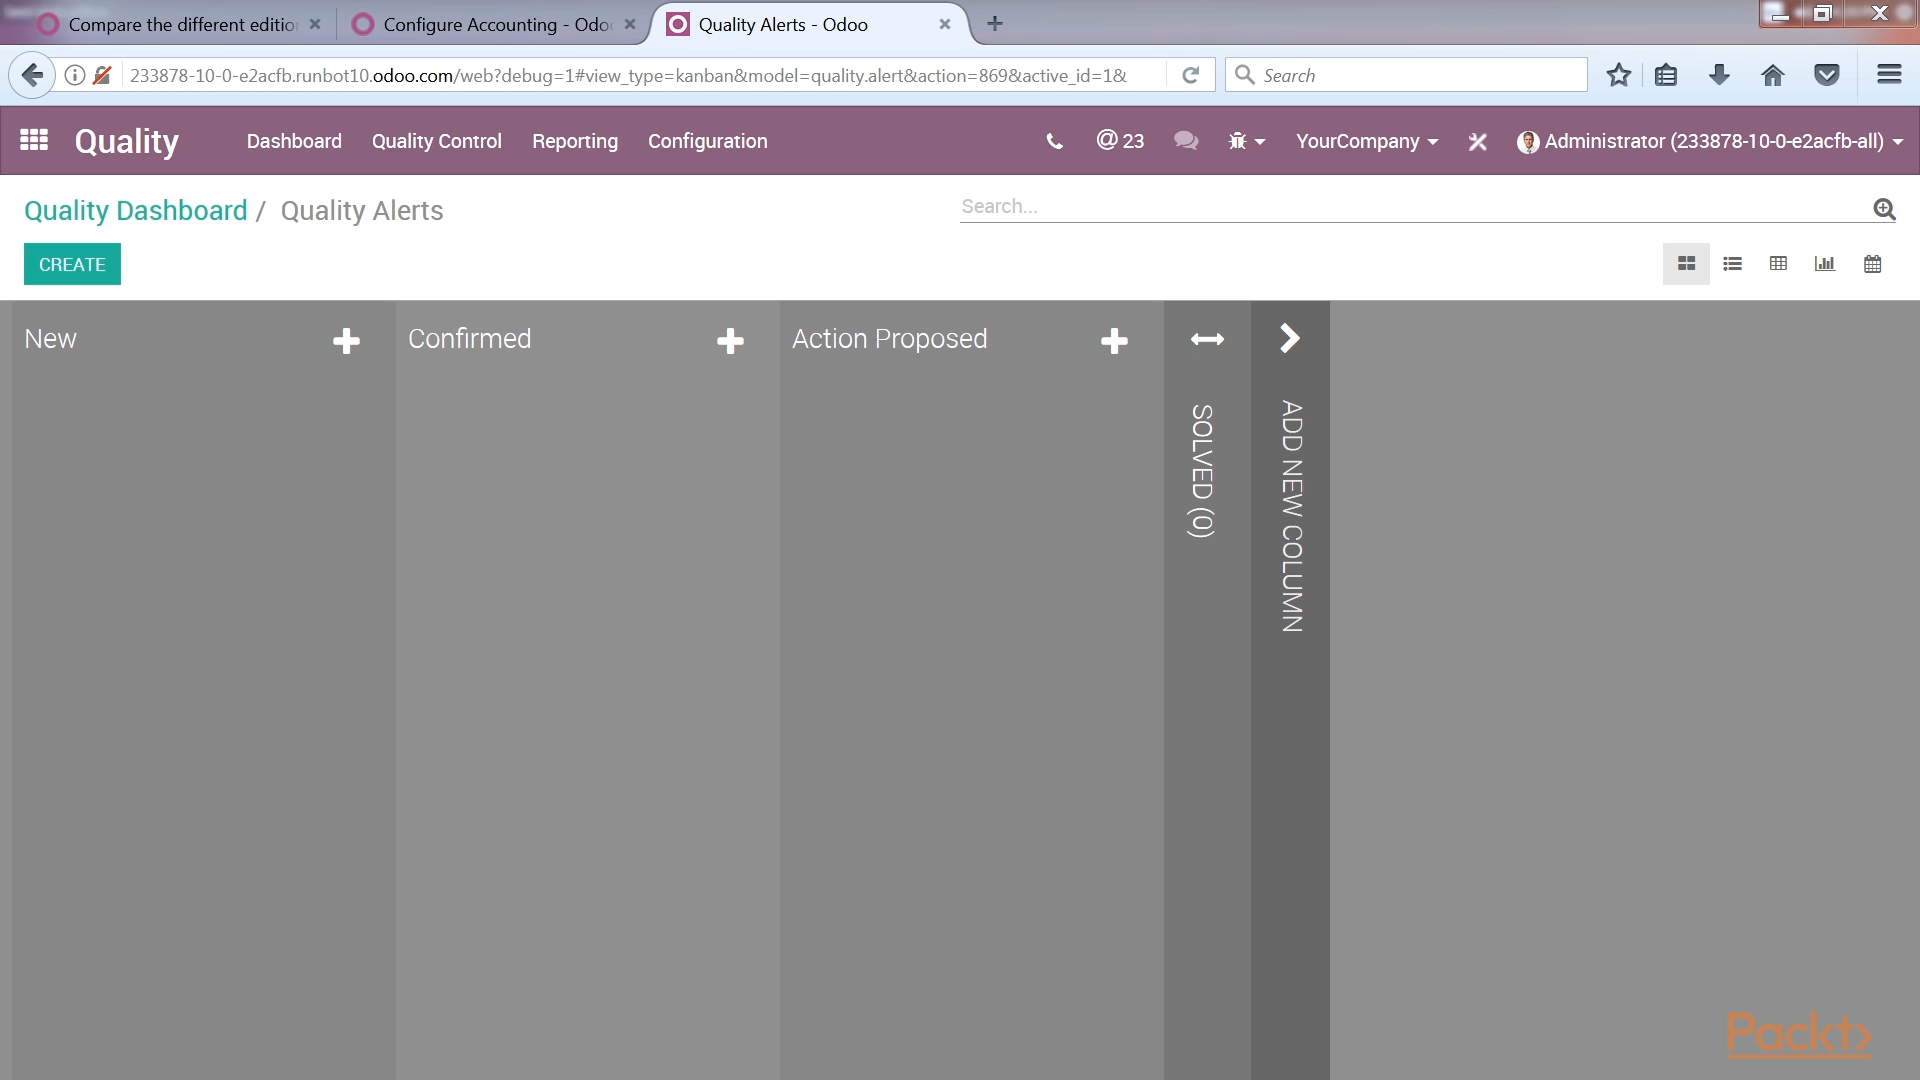 Compare the different editio
Configure Accounting - Odoo
Quality Alerts - Odoo
233878-10-0-e2acfb.runbot10.odoo.com/web?debug=1#view_type=kanban&model=quality.alert&action=869&active_id=1&
Search
Quality
Dashboard
Quality Control
Reporting
Configuration
@ 23
YourCompany
Administrator (233878-10-0-e2acfb-all)
Quality Dashboard / Quality Alerts
Search...
CREATE
New
Confirmed
Action Proposed
SOLVED (0)
ADD NEW COLUMN
Packt>